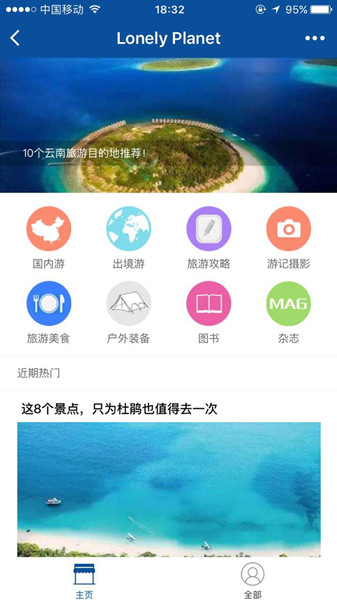 中国移动
18:32
95%
Lonely Planet
10个云南旅游目的地推荐!
国内游
出境游
旅游攻略
游记摄影
MAG
旅游美食
户外装备
图书
杂志
近期热门
这8个景点，只为杜鹃也值得去一次
主页
全部